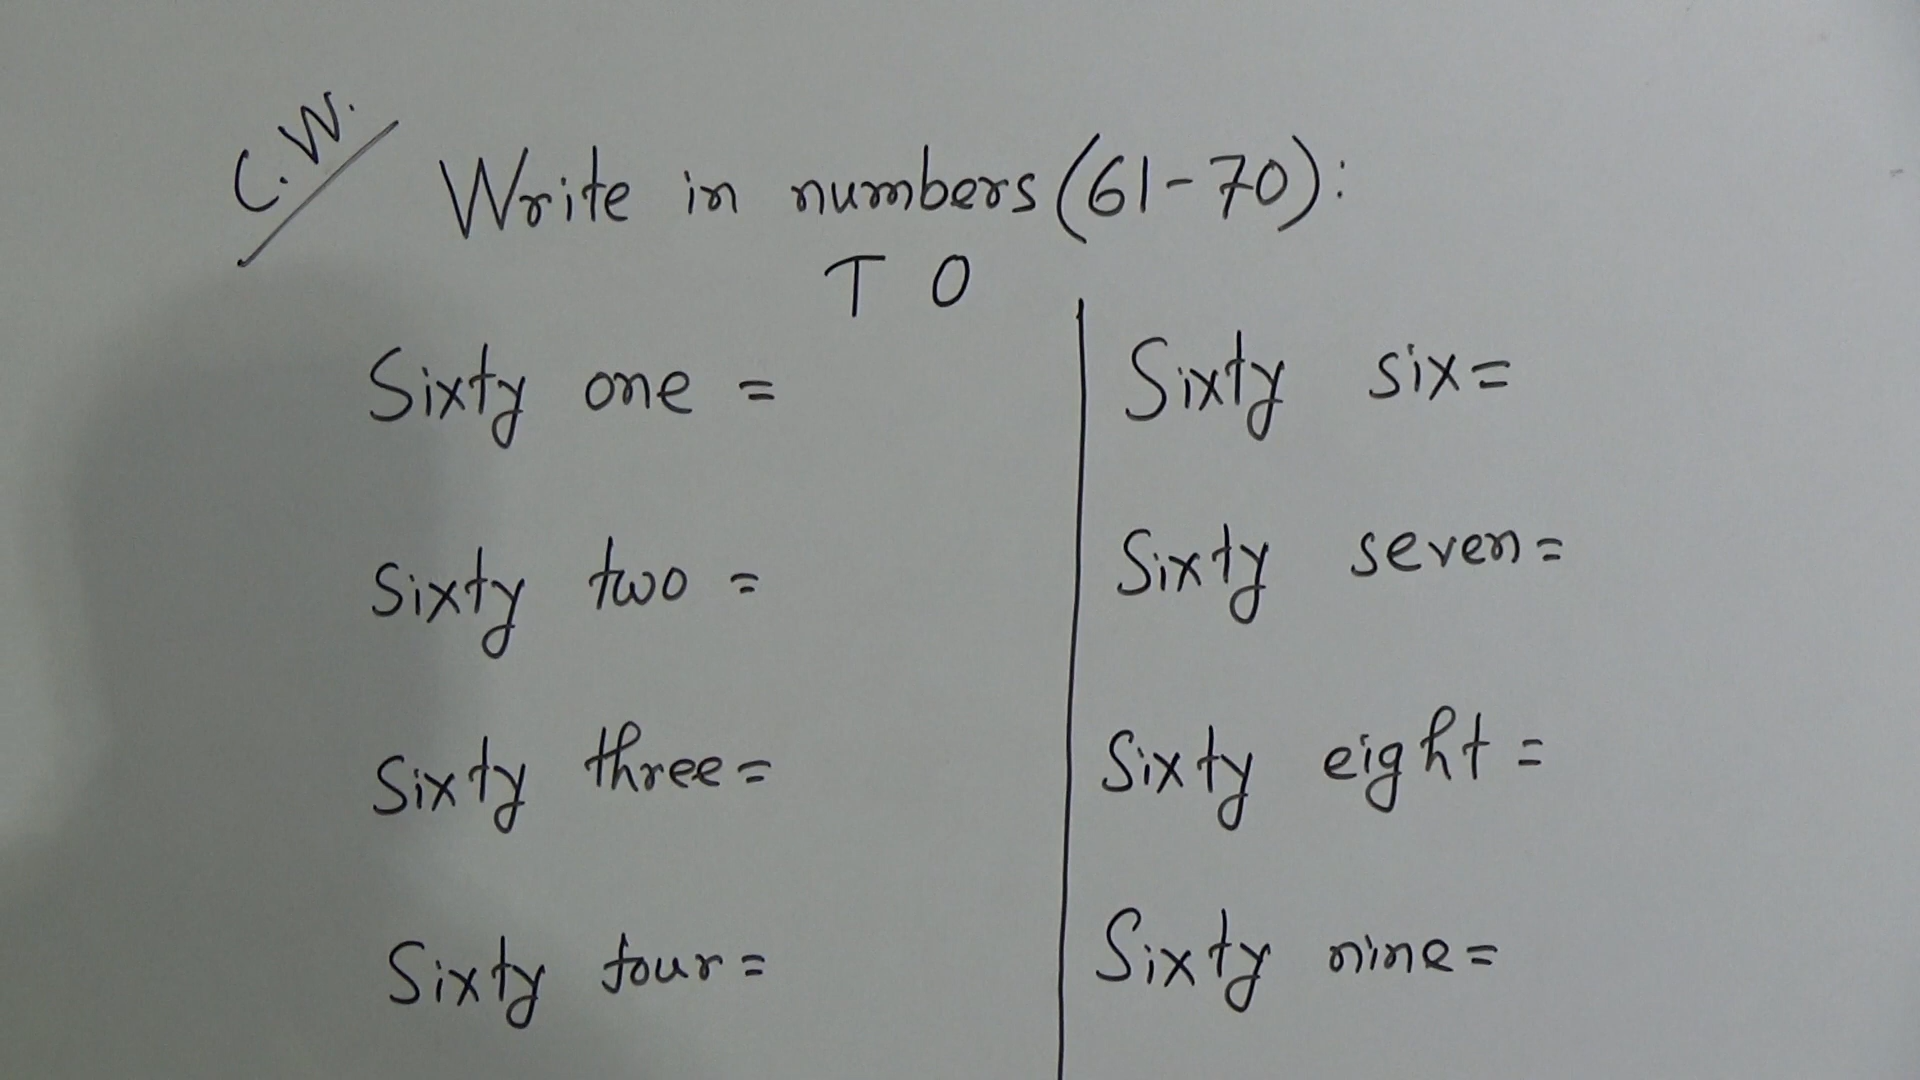 C.W.
Write in numbers (61-70):
T O
Sixty one =
Sixty two =
Sixty three =
Sixty four =
Sixty six =
Sixty seven =
Sixty eight =
Sixty nine =